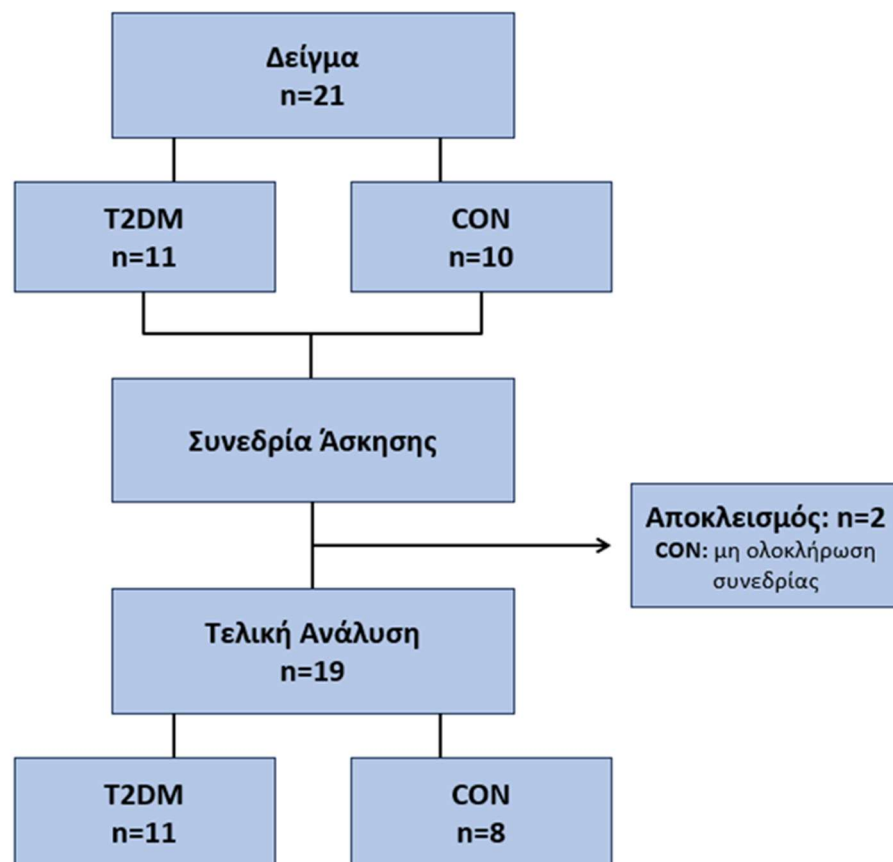 Δείγμα
n=21
T2DM
n=11
CON
n=10
Συνεδρία Άσκησης
Αποκλεισμός: n=2
CON: μη ολοκλήρωση
συνεδρίας
Τελική Ανάλυση
n=19
T2DM
n=11
CON
n=8